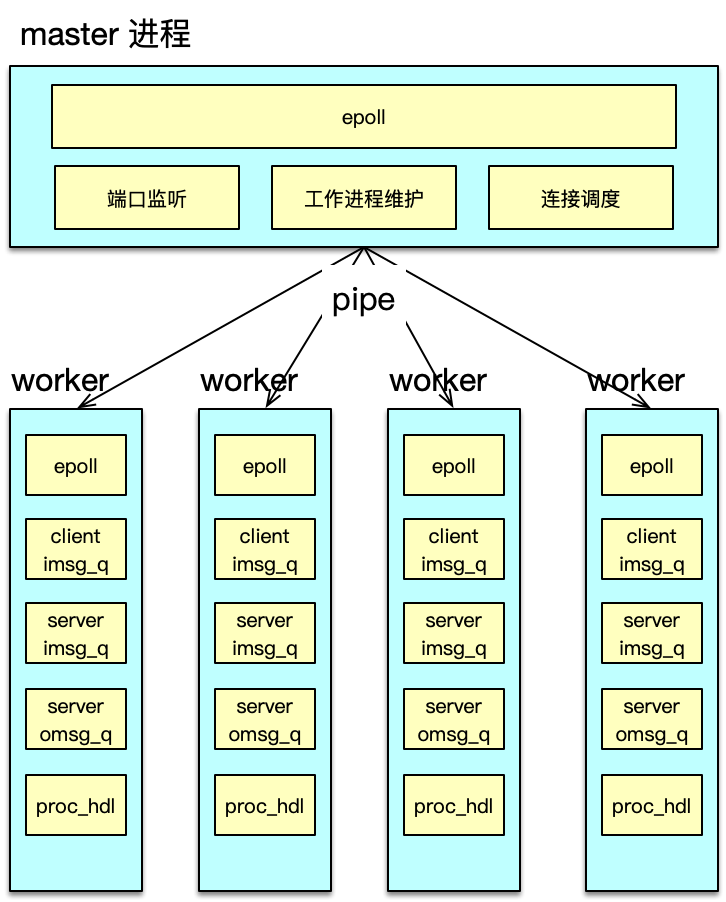 master 进程
epoll
端口监听
工作进程维护
连接调度
pipe
worker
worker
worker
worker
epoll
client
imsg_q
server
imsg_q
server
omsg_q
proc_hdl
epoll
client
imsg_q
server
imsg_q
server
omsg_q
proc_hdl
epoll
client
imsg_q
server
imsg_q
server
omsg_q
proc_hdl
epoll
client
imsg_q
server
imsg_q
server
omsg_q
proc_hdl